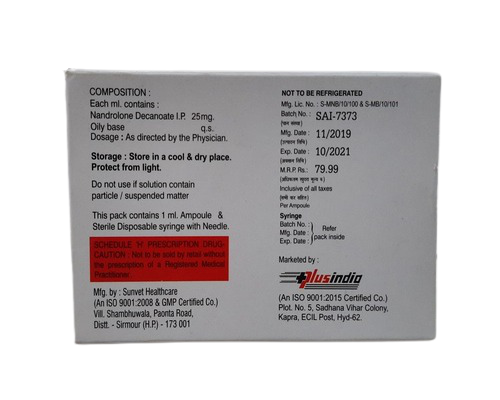 COMPOSITION :
Each ml. contains :
Nandrolone Decanoate I.P. 25mg.
Oily base q.s.
Dosage : As directed by the Physician.
Storage : Store in a cool & dry place.
Protect from light.
Do not use if solution contain
particle / suspended matter
This pack contains 1 ml. Ampoule &
Sterile Disposable syringe with Needle.
SCHEDULE 'H' PRESCRIPTION DRUG-
CAUTION : Not to be sold by retail without
the prescription of a Registered Medical
Practitioner.
Mfg. by : Sunvet Healthcare
(An ISO 9001:2008 & GMP Certified Co.)
Vill. Shambhuwala, Paonta Road,
Distt. - Sirmour (H.P.) - 173 001
NOT TO BE REFRIGERATED
Mfg. Lic. No. : S-MNB/10/100 & S-MB/10/101
Batch No. : SAI-7373
Mfg. Date : 11/2019
Exp. Date : 10/2021
M.R.P Rs.: 79.99
Inclusive of all taxes
Per Ampoule
Syringe
Batch No. :
Mfg. Date :
Exp. Date :
Refer
pack inside
Marketed by :
plusindia
(An ISO 9001:2015 Certified Co.)
Plot. No. 5, Sadhana Vihar Colony,
Kapra, ECIL Post, Hyd-62.